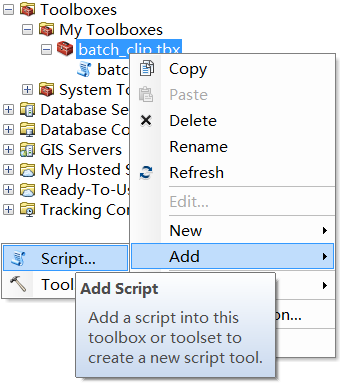 Toolboxes
My Toolboxes
batch_clip.tbx
batc
System To
Database Se
Database Co
GIS Servers
My Hosted S
Ready-To-Us
Tracking Con
Copy
Paste
Delete
Rename
Refresh
Edit...
New
Add
on...
Script...
Tool
Add Script
Add a script into this
toolbox or toolset to
create a new script tool.